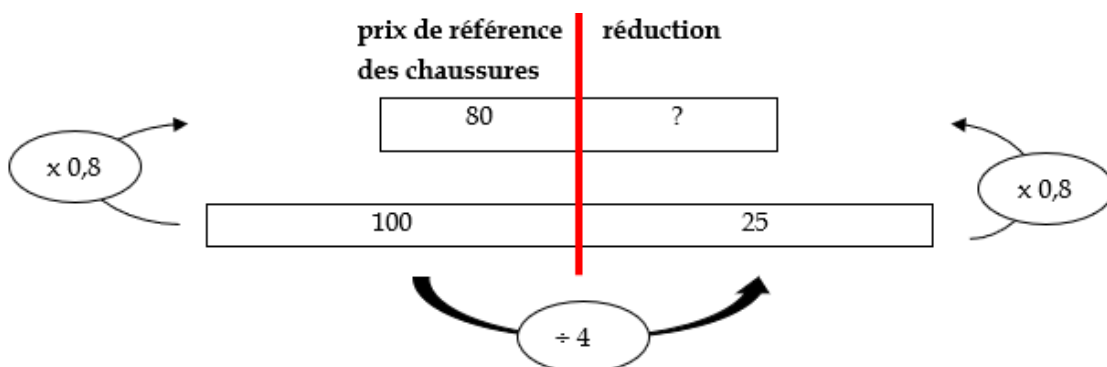 prix de référence
des chaussures
réduction
80
?
x 0,8
x 0,8
100
25
÷ 4